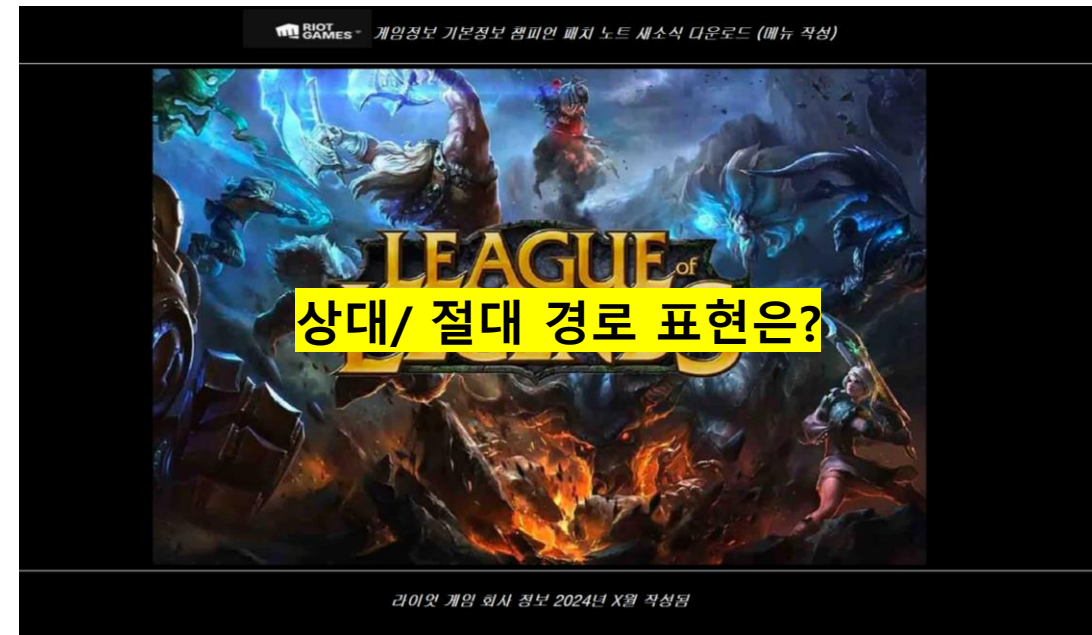 RIOT
GAMES
게임정보 기본정보 챔피언 패치 노트 새소식 다운로드 (메뉴 작성)
LEAGUE of
상대/ 절대 경로 표현은?
LEGENDS
라이엇 게임 회사 정보 2024년 X월 작성됨